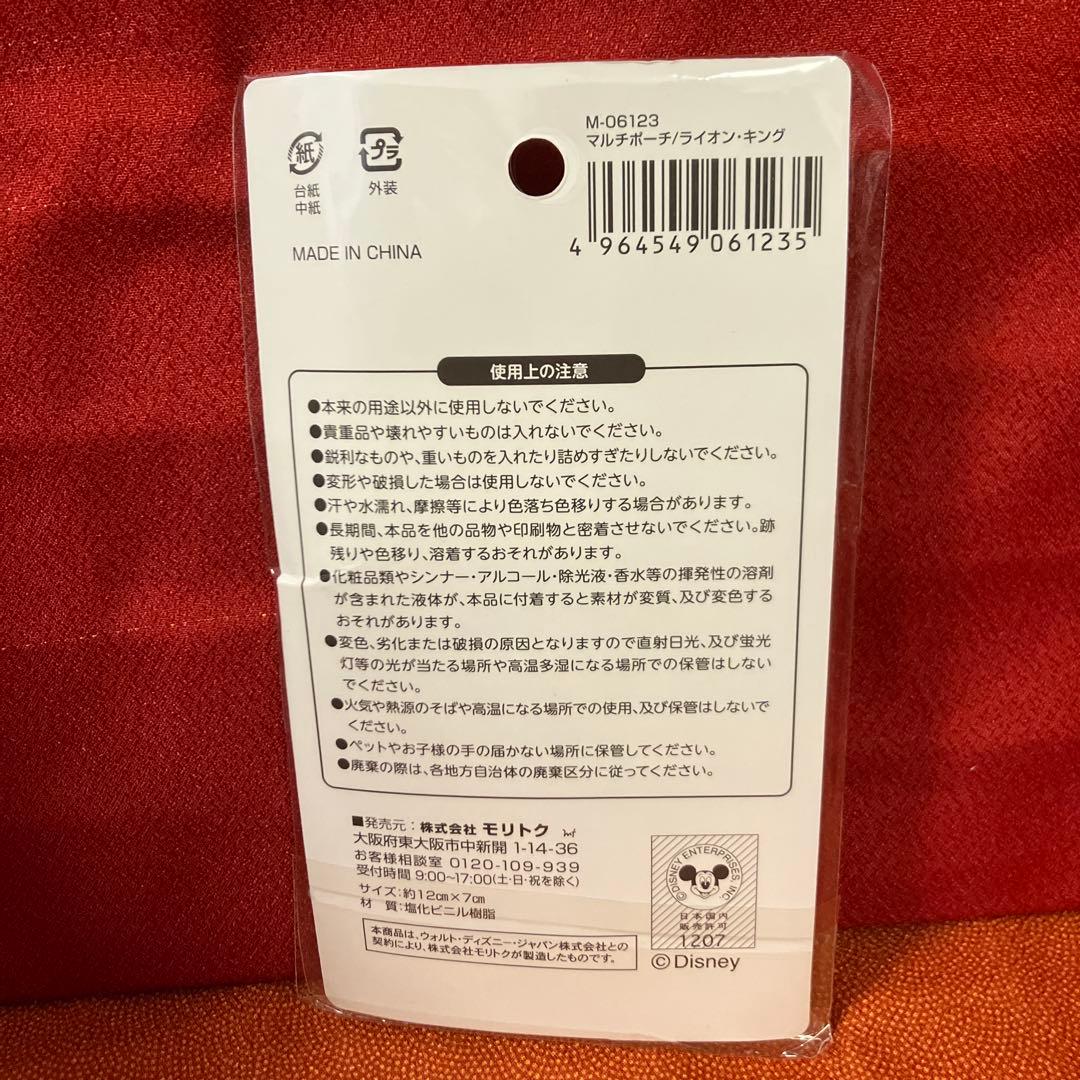 M-06123
マルチポーチ/ライオン・キング
4 964549 061235
紙
台紙
中紙
プラ
外装
MADE IN CHINA
使用上の注意
●本来の用途以外に使用しないでください。
●貴重品や壊れやすいものは入れないでください。
●鋭利なものや、重いものを入れたり詰めすぎたりしないでください。
●変形や破損した場合は使用しないでください。
●汗や水濡れ、摩擦等により色落ち色移りする場合があります。
●長期間、本品を他の品物や印刷物と密着させないでください。跡
残りや色移り、溶着するおそれがあります。
●化粧品類やシンナー・アルコール・除光液・香水等の揮発性の溶剤
が含まれた液体が、本品に付着すると素材が変質、及び変色する
おそれがあります。
●変色、劣化または破損の原因となりますので直射日光、及び蛍光
灯等の光が当たる場所や高温多湿になる場所での保管はしない
でください。
●火気や熱源のそばや高温になる場所での使用、及び保管はしないで
ください。
●ペットやお子様の手の届かない場所に保管してください。
●廃棄の際は、各地方自治体の廃棄区分に従ってください。
■発売元：株式会社 モリトク
大阪府東大阪市中新開 1-14-36
お客様相談室 0120-109-939
受付時間 9:00〜17:00(土・日・祝を除く)
サイズ：約12cm×7cm
材 質：塩化ビニル樹脂
本商品は、ウォルト・ディズニー・ジャパン株式会社との
契約により、株式会社モリトクが製造したものです。
©DISNEY ENTERPRISES, INC.
日本国内
販売許可
1207
©Disney